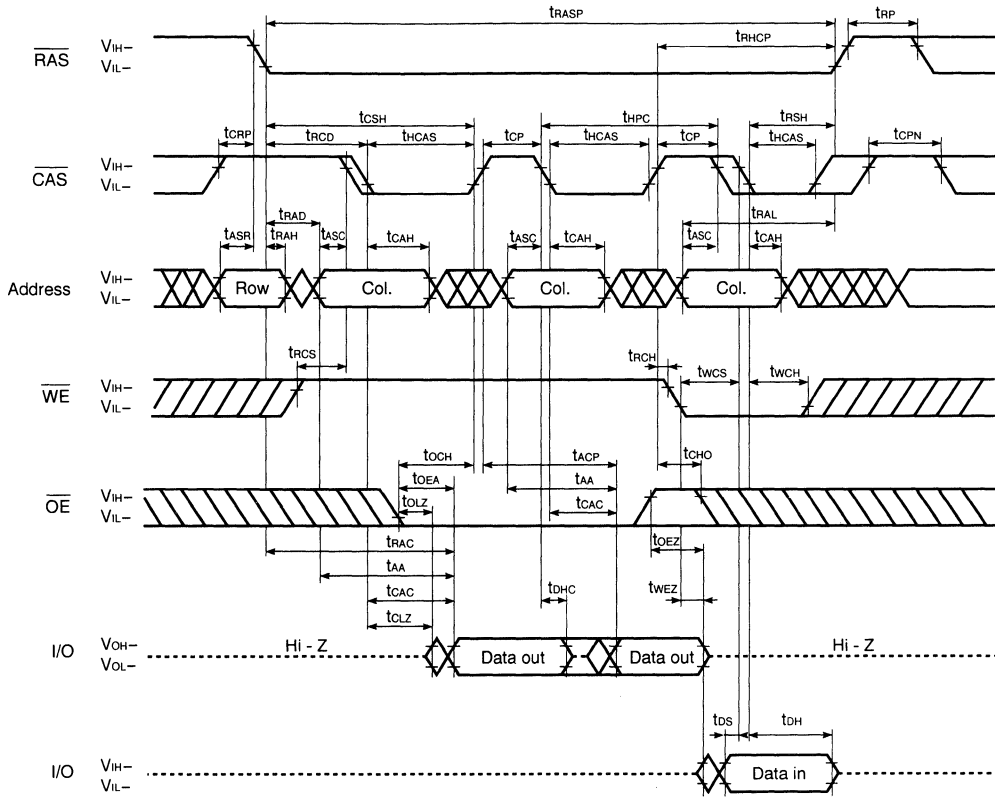 tRASP tRP
tRHCP
RAS VIH–
VIL–
tCSH tHPC tRSH
tCRP tRCD tHCAS tCP tHCAS tCP tHCAS tCPN
CAS VIH–
VIL–
tRAD tRAL
tASR tRAH tASC tCAH tASC tCAH tASC tCAH
Address VIH–
VIL–
Row Col. Col. Col.
tRCS tRCH tWCS tWCH
WE VIH–
VIL–
tOCH tACP tCHO
tOEA tAA
OE VIH–
VIL–
tOLZ tCAC
tRAC tOEZ
tAA
tCAC tDHC tWEZ
tCLZ
I/O VOH–
VOL–
Hi - Z Data out Data out Hi - Z
tDS tDH
I/O VIH–
VIL–
Data in